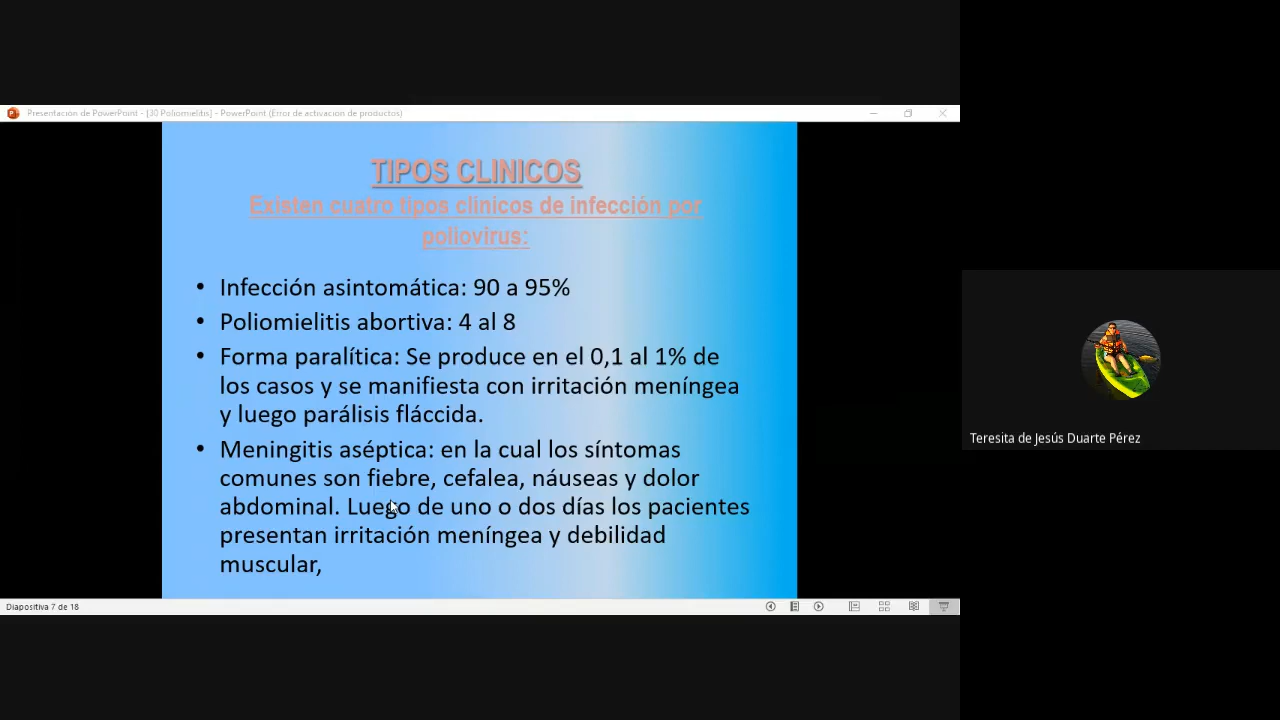 Presentación de PowerPoint - [30 Poliomielitis] - PowerPoint (Error de activación de productos)
TIPOS CLINICOS
Existen cuatro tipos clinicos de infección por
poliovirus:
• Infección asintomática: 90 a 95%
• Poliomielitis abortiva: 4 al 8
• Forma paralítica: Se produce en el 0,1 al 1% de
los casos y se manifiesta con irritación meníngea
y luego parálisis fláccida.
• Meningitis aséptica: en la cual los síntomas
comunes son fiebre, cefalea, náuseas y dolor
abdominal. Luego de uno o dos días los pacientes
presentan irritación meníngea y debilidad
muscular,
Diapositiva 7 de 18
Teresita de Jesús Duarte Pérez